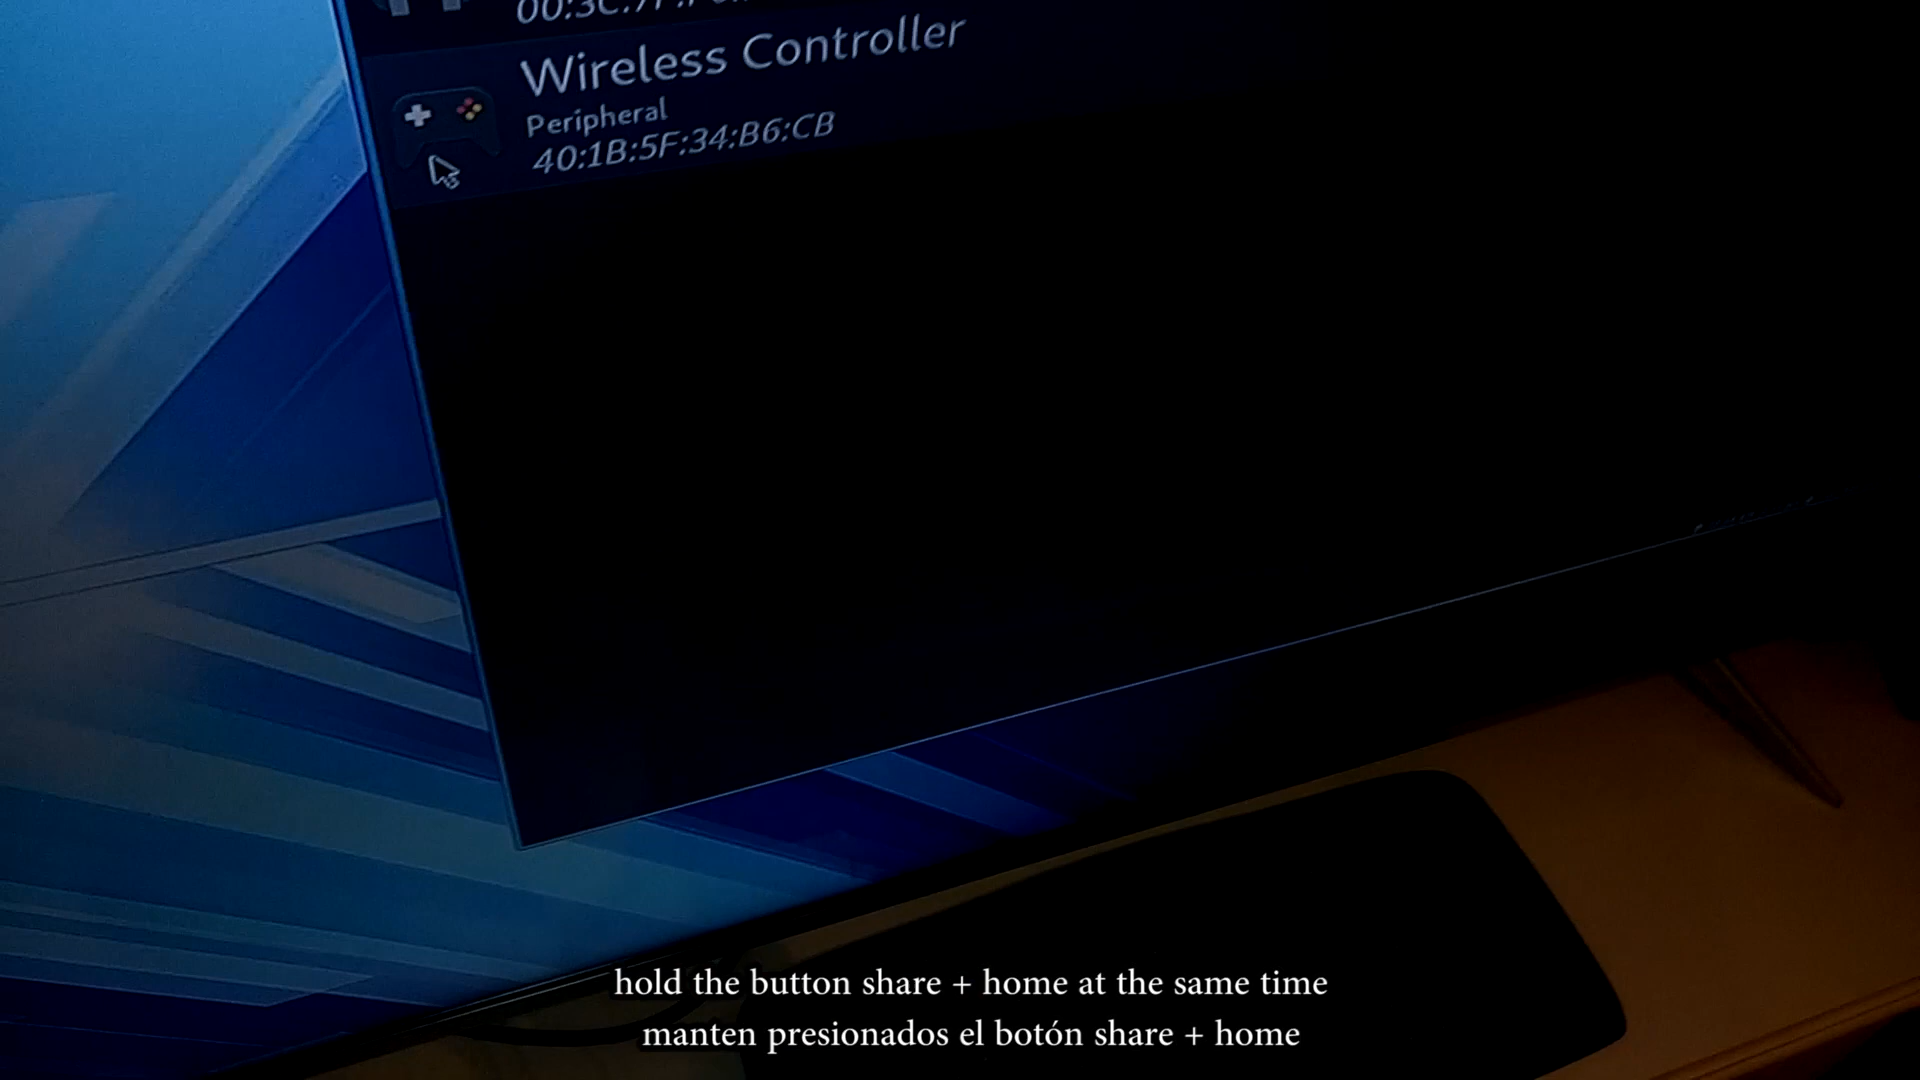 Wireless Controller
Peripheral
40:1B:5F:34:B6:CB
hold the button share + home at the same time
manten presionados el botón share + home